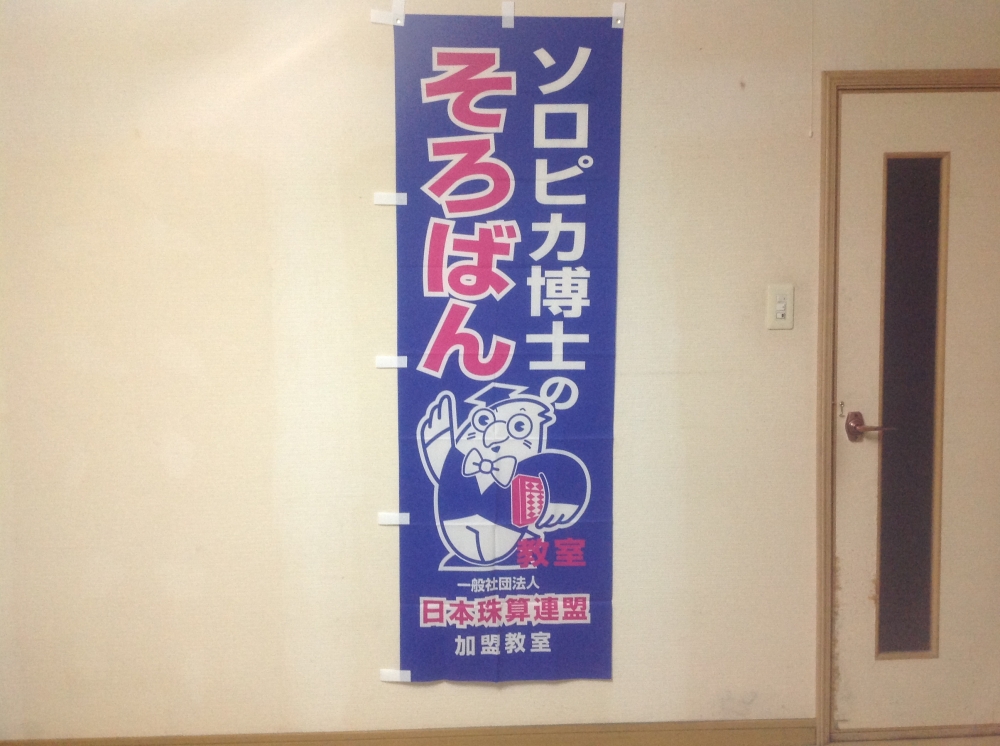 ソロピカ博士の
そろばん
教室
一般社団法人
日本珠算連盟
加盟教室